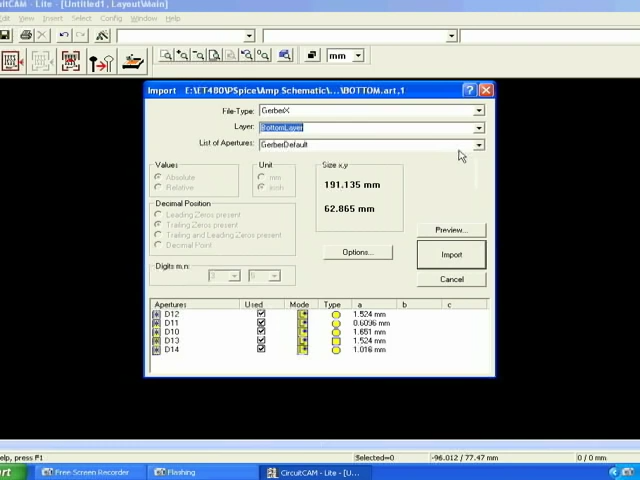 cuitCAM - Lite - [Untitled1, Layout\Main]
Edit View Insert Select Config Window Help
mm
Import E:\ET480\PSpice\Amp Schematic\...\BOTTOM.art,1
File-Type: GerberX
Layer: BottomLayer
List of Apertures: GerberDefault
Values
Absolute
Relative
Unit
mm
inch
Size x,y
191.135 mm
62.865 mm
Decimal Position
Leading Zeros present
Trailing Zeros present
Trailing and Leading Zeros present
Decimal Point
Digits m,n:
3
6
Options...
Preview...
Import
Cancel
Apertures Used Mode Type a b c
D12 1.524 mm
D11 0.6096 mm
D10 1.651 mm
D13 1.524 mm
D14 1.016 mm
elp, press F1
Selected=0
-96.012 / 77.47 mm
0 / 0 mm
art
Free Screen Recorder
Flashing
CircuitCAM - Lite - [U...